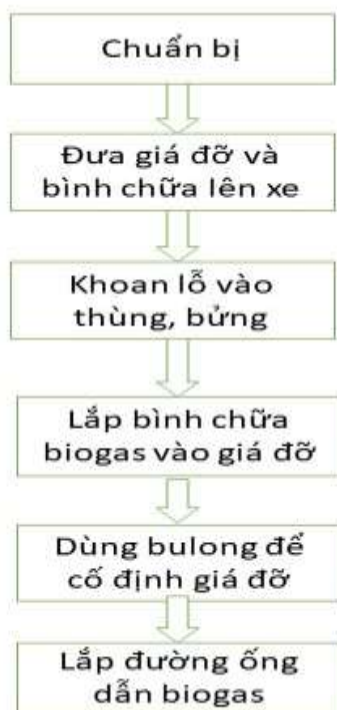 Chuẩn bị
Đưa giá đỡ và
bình chữa lên xe
Khoan lỗ vào
thùng, bửng
Lắp bình chữa
biogas vào giá đỡ
Dùng bulong để
cố định giá đỡ
Lắp đường ống
dẫn biogas